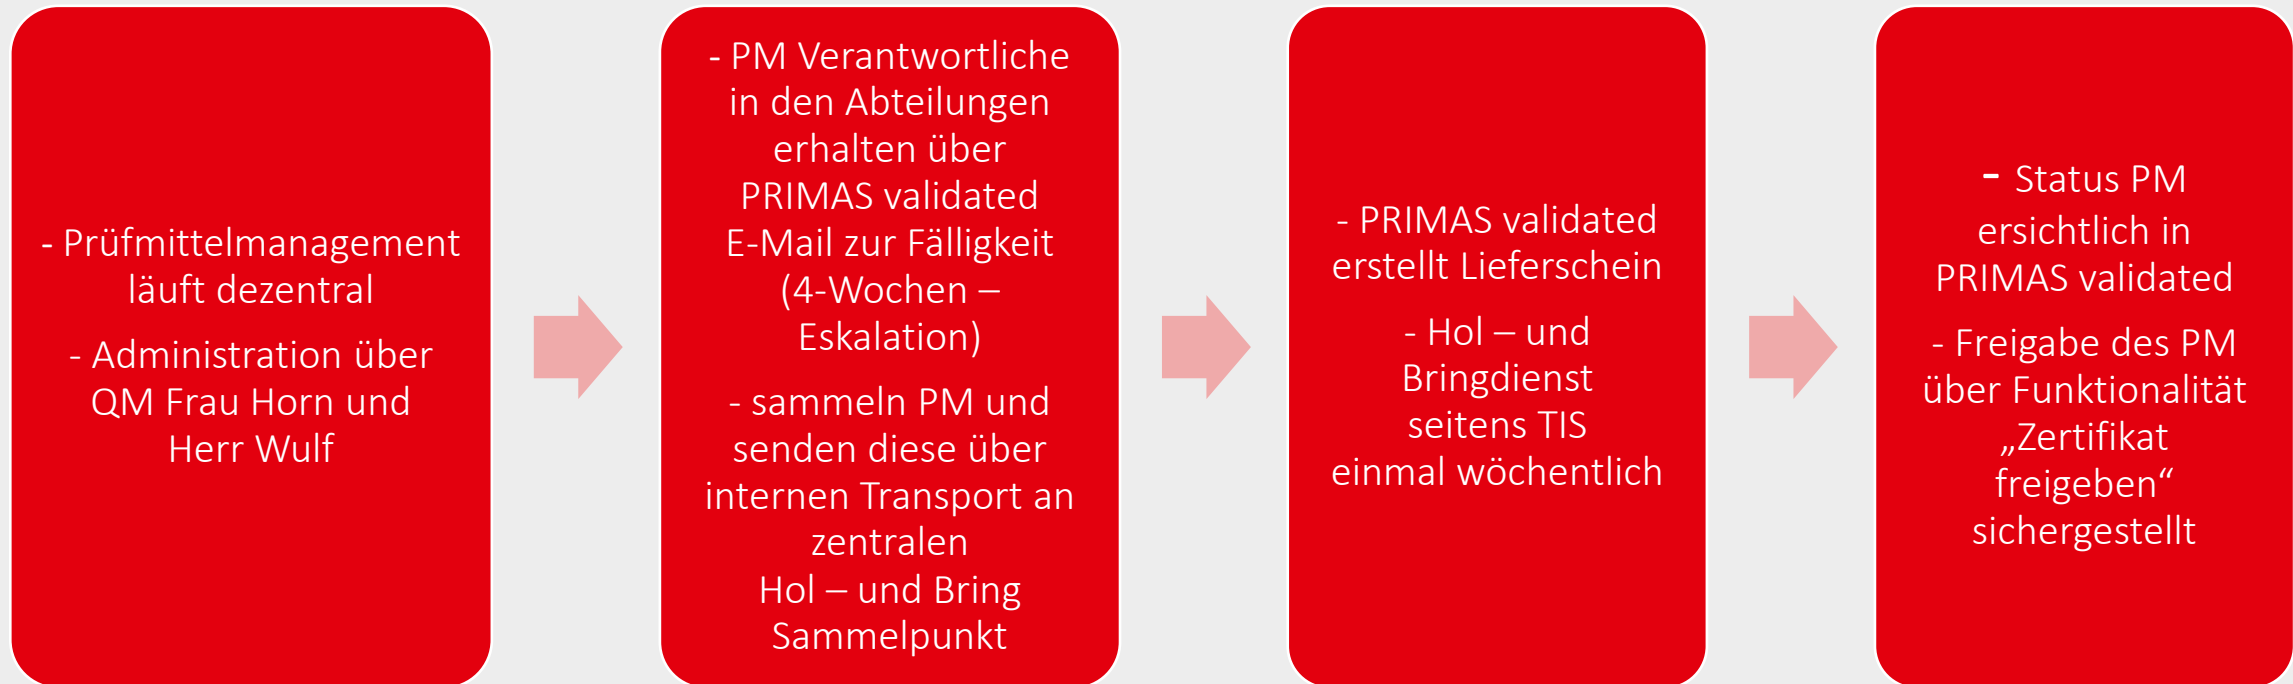 - Prüfmittelmanagement
läuft dezentral
- Administration über
QM Frau Horn und
Herr Wulf
- PM Verantwortliche
in den Abteilungen
erhalten über
PRIMAS validated
E-Mail zur Fälligkeit
(4-Wochen –
Eskalation)
- sammeln PM und
senden diese über
internen Transport an
zentralen
Hol – und Bring
Sammelpunkt
- PRIMAS validated
erstellt Lieferschein
- Hol – und
Bringdienst
seitens TIS
einmal wöchentlich
- Status PM
ersichtlich in
PRIMAS validated
- Freigabe des PM
über Funktionalität
„Zertifikat
freigeben“
sichergestellt